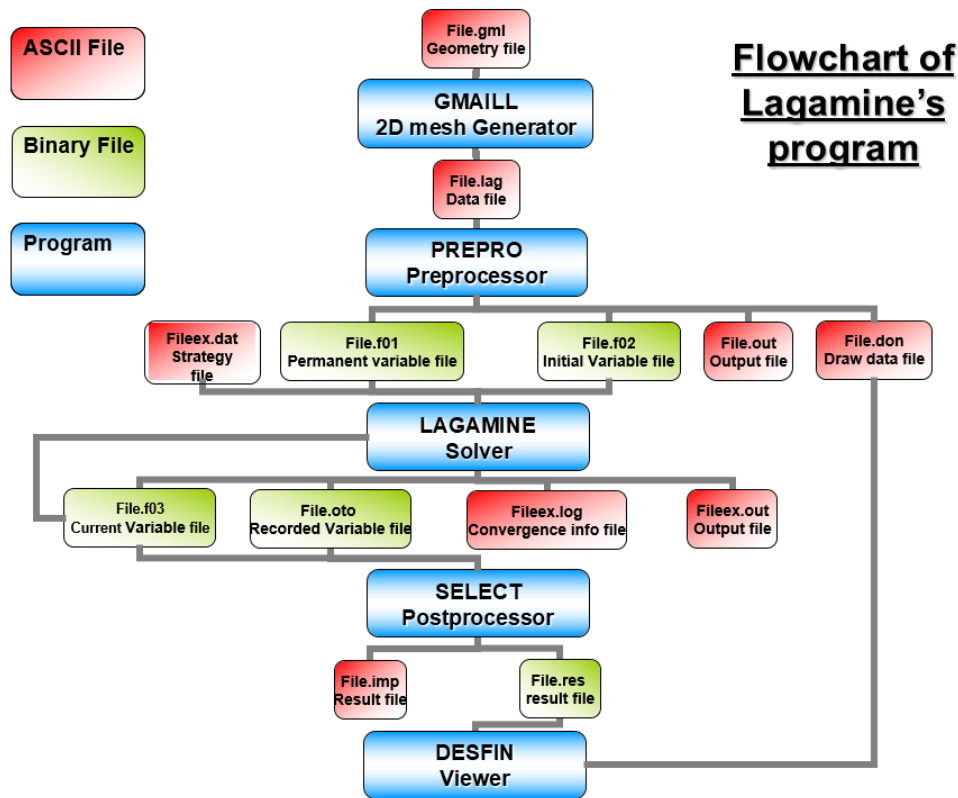 ASCII File
Binary File
Program
Flowchart of
Lagamine's
program
File.gml
Geometry file
GMAILL
2D mesh Generator
File.lag
Data file
PREPRO
Preprocessor
Fileex.dat
Strategy
file
File.f01
Permanent variable file
File.f02
Initial Variable file
File.out
Output file
File.don
Draw data file
LAGAMINE
Solver
File.f03
Current Variable file
File.oto
Recorded Variable file
Fileex.log
Convergence info file
Fileex.out
Output file
SELECT
Postprocessor
File.imp
Result file
File.res
result file
DESFIN
Viewer